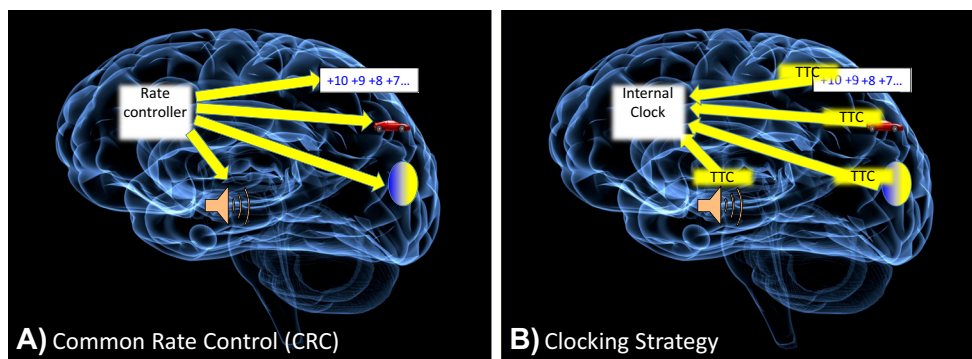 Rate
controller
+10 +9 +8 +7...
A) Common Rate Control (CRC)
TTC
Internal
Clock
+10 +9 +8 +7...
TTC
TTC
TTC
B) Clocking Strategy